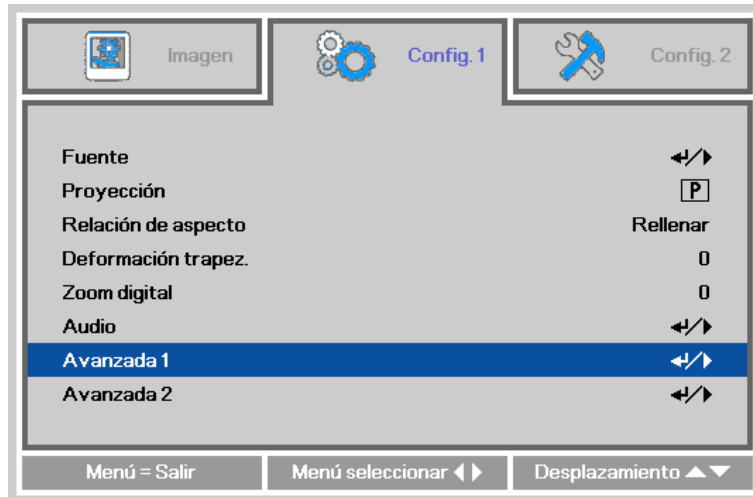 Imagen Config. 1 Config. 2
Fuente ↵/▶
Proyección P
Relación de aspecto Rellenar
Deformación trapez. 0
Zoom digital 0
Audio ↵/▶
Avanzada 1 ↵/▶
Avanzada 2 ↵/▶
Menú = Salir Menú seleccionar ◀▶ Desplazamiento ▲▼